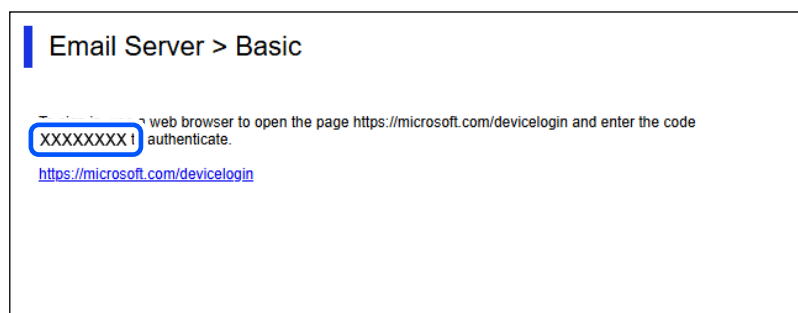 Email Server > Basic
web browser to open the page https://microsoft.com/devicelogin and enter the code
XXXXXXXX t authenticate.
https://microsoft.com/devicelogin